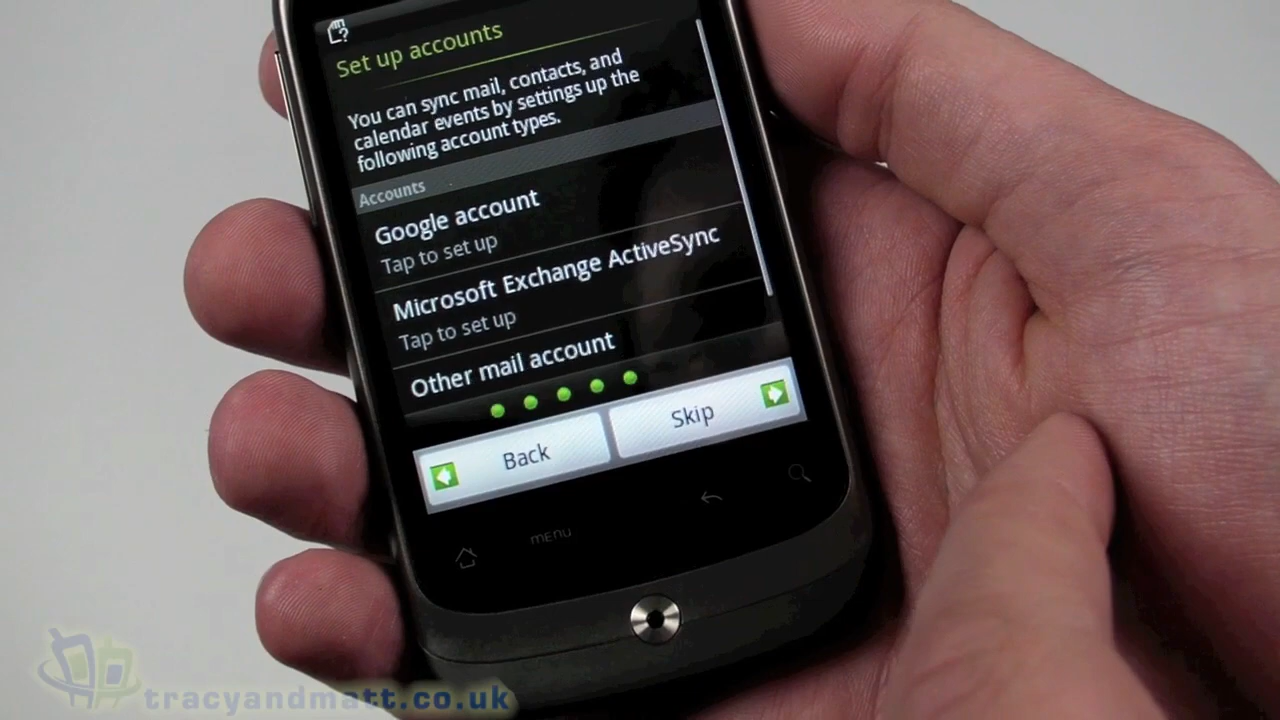 Set up accounts
You can sync mail, contacts, and
calendar events by settings up the
following account types.
Accounts
Google account
Tap to set up
Microsoft Exchange ActiveSync
Tap to set up
Other mail account
Back
Skip
menu
tracyandmatt.co.uk